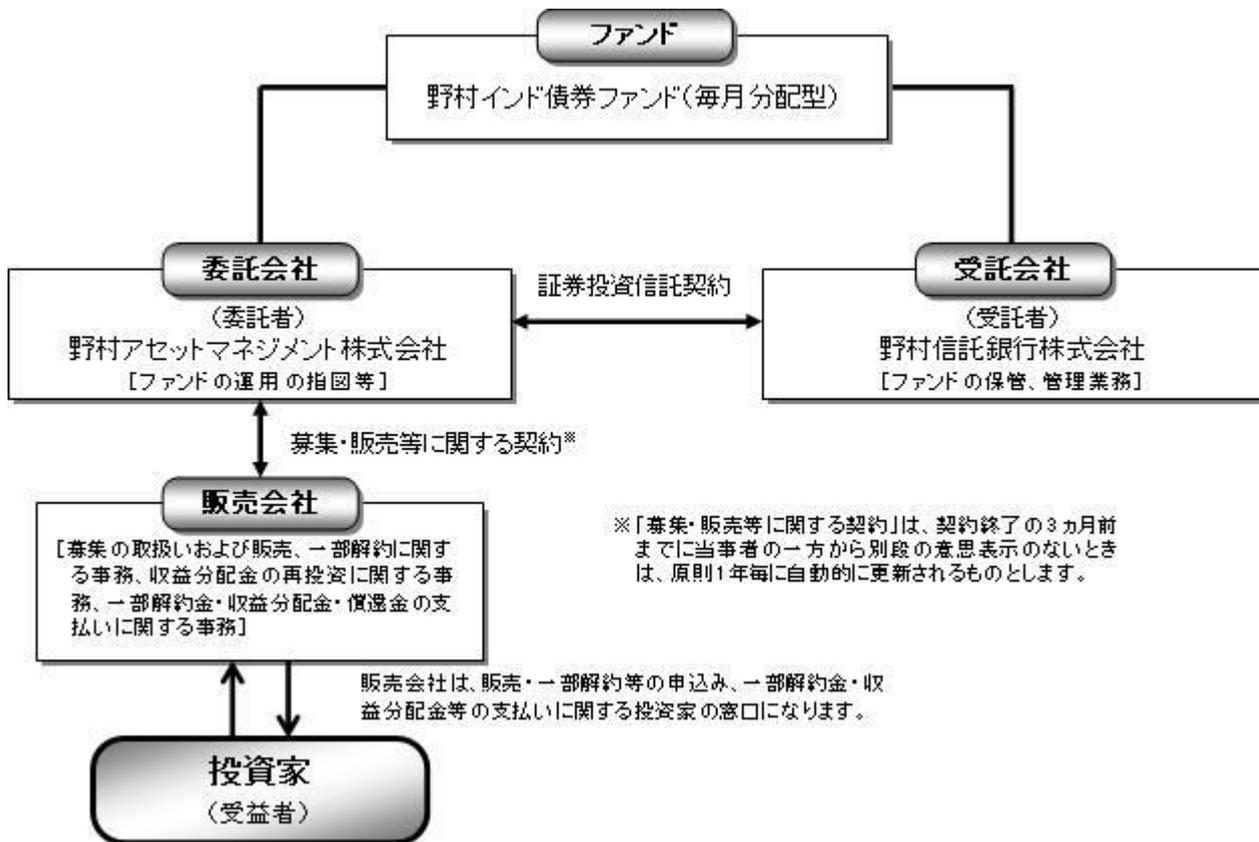 ファンド
野村インド債券ファンド(毎月分配型)
委託会社
(委託者)
野村アセットマネジメント株式会社
[ファンドの運用の指図等]
証券投資信託契約
受託会社
(受託者)
野村信託銀行株式会社
[ファンドの保管、管理業務]
募集・販売等に関する契約※
販売会社
[募集の取扱いおよび販売、一部解約に関す
る事務、収益分配金の再投資に関する事
務、一部解約金・収益分配金・償還金の支
払いに関する事務]
※「募集・販売等に関する契約」は、契約終了の3ヵ月前
までに当事者の一方から別段の意思表示のないとき
は、原則1年毎に自動的に更新されるものとします。
販売会社は、販売・一部解約等の申込み、一部解約金・収
益分配金等の支払いに関する投資家の窓口になります。
投資家
(受益者)